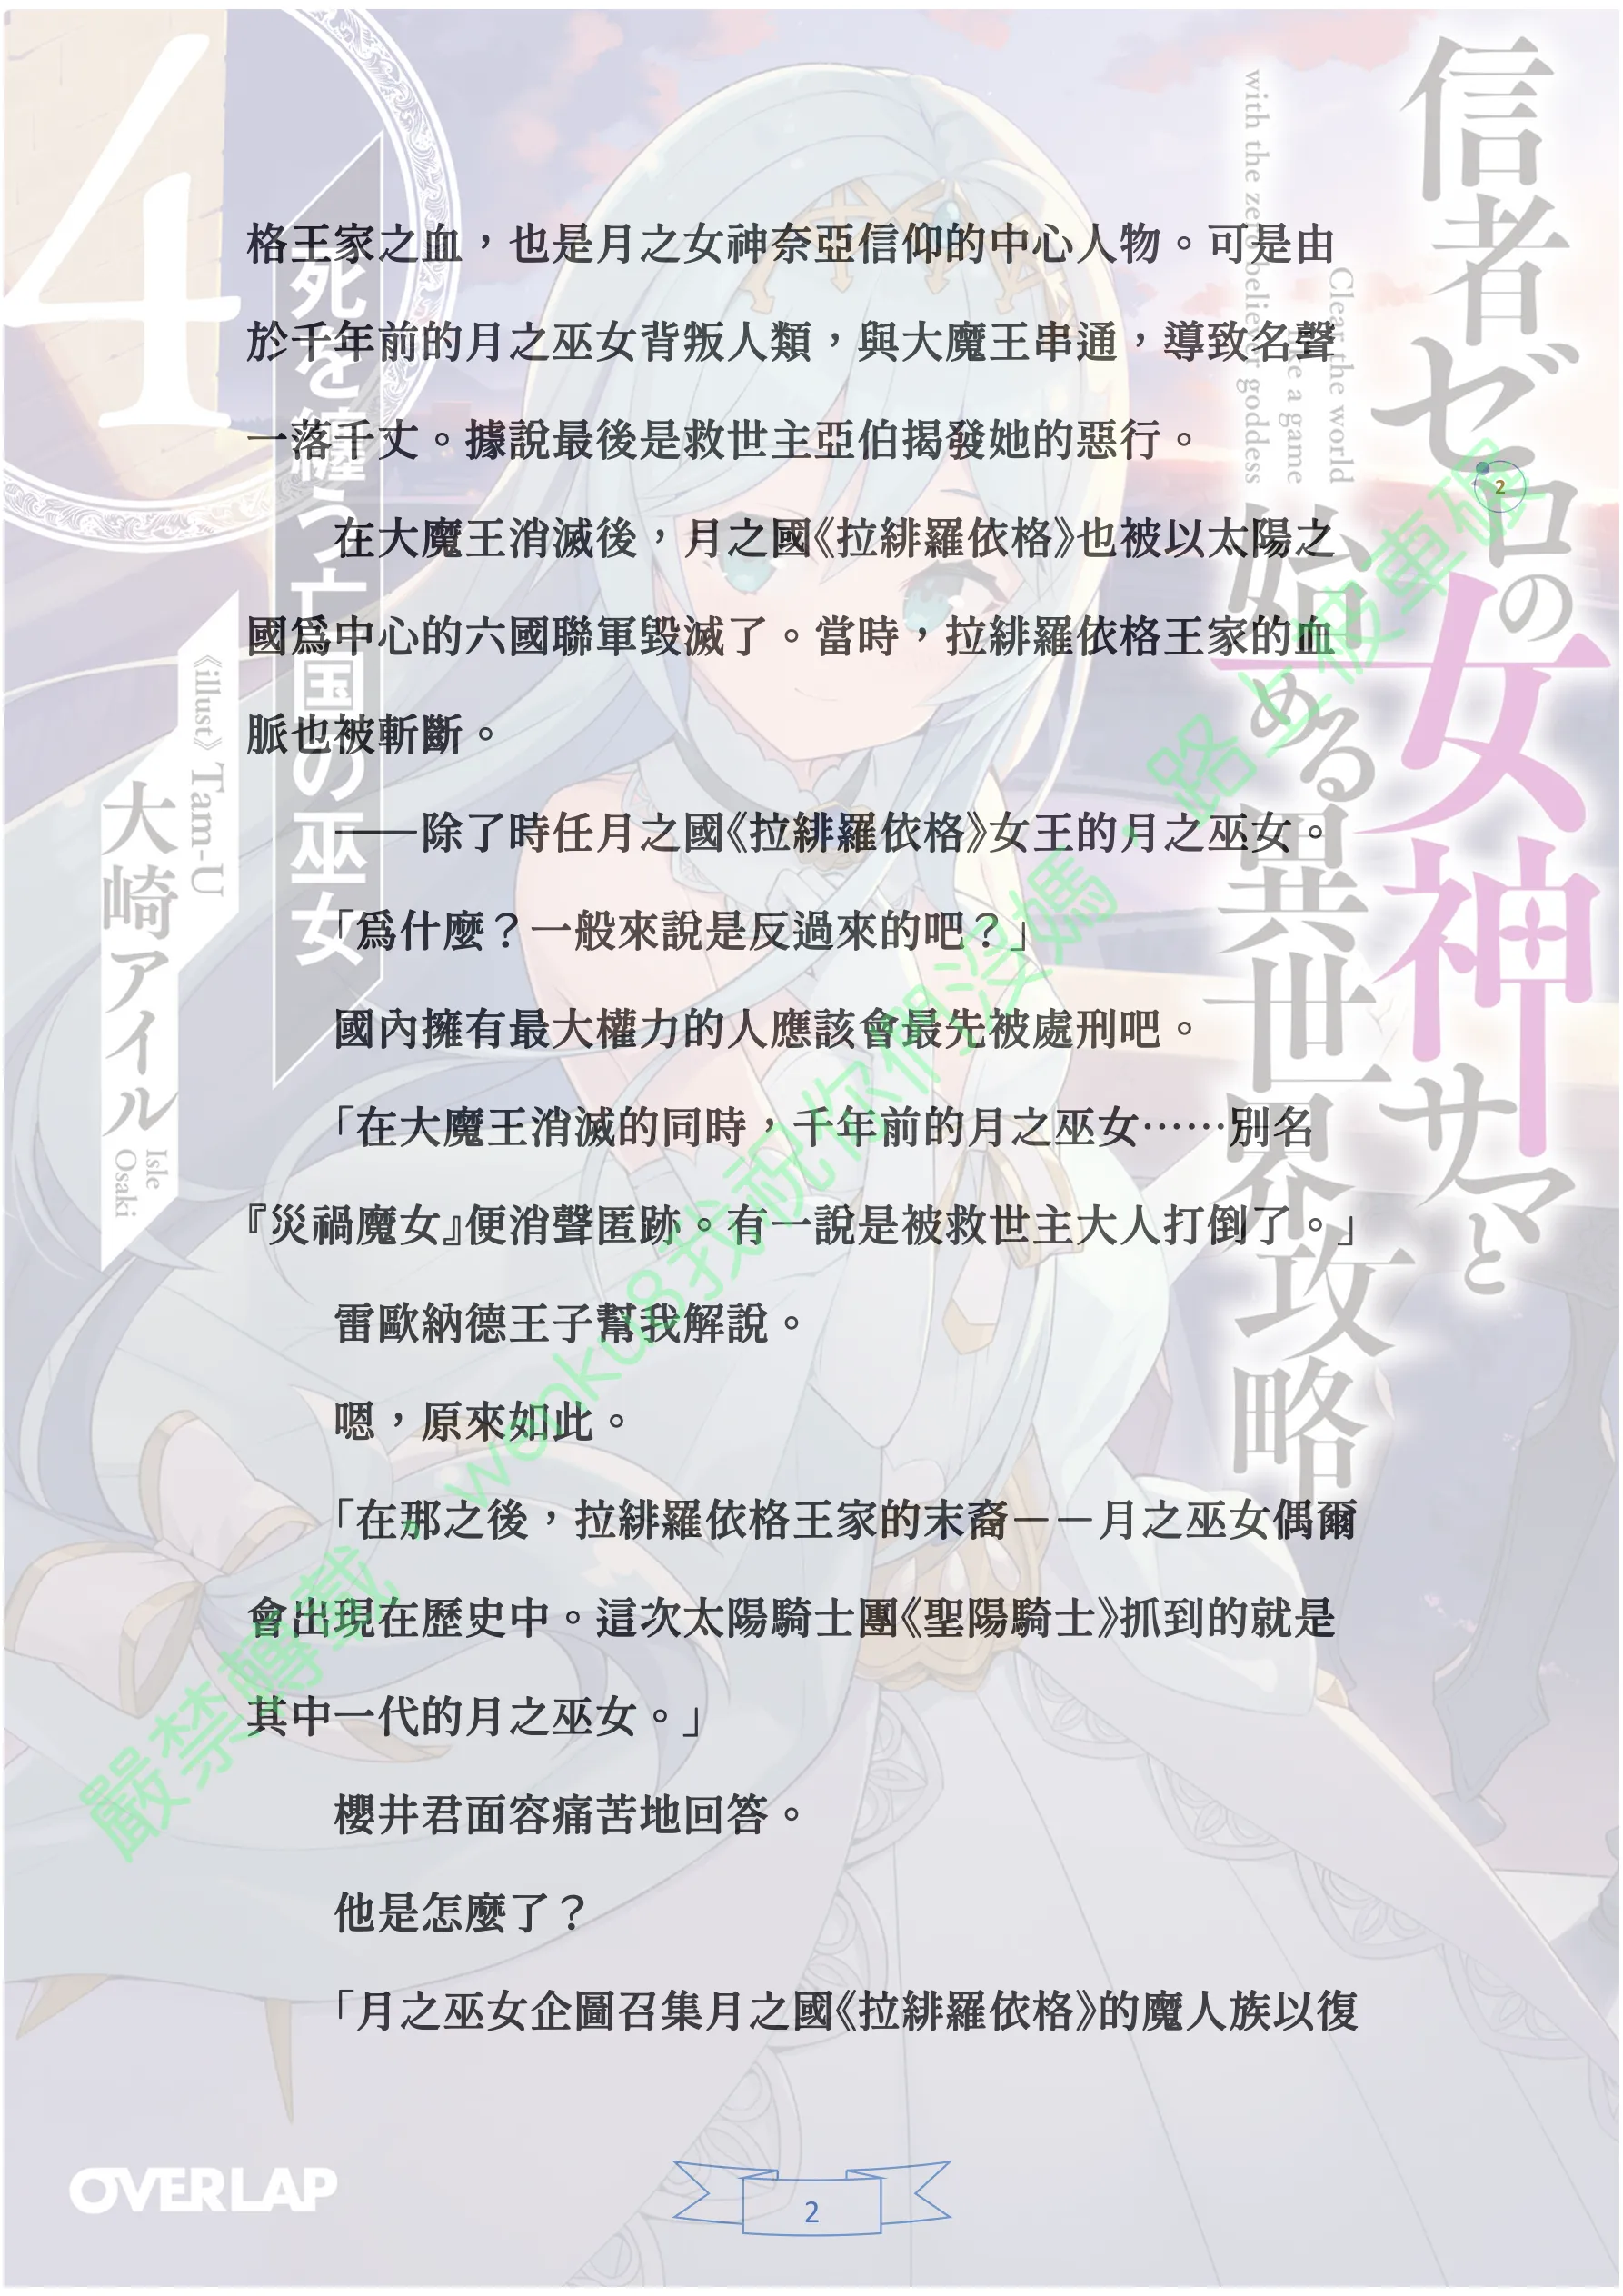 格王家之血，也是月之女神奈亞信仰的中心人物。可是由
於千年前的月之巫女背叛人類，與大魔王串通，導致名聲
一落千丈。據說最後是救世主亞伯揭發她的惡行。
在大魔王消滅後，月之國《拉緋羅依格》也被以太陽之
國爲中心的六國聯軍毀滅了。當時，拉緋羅依格王家的血
脈也被斬斷。
——除了時任月之國《拉緋羅依格》女王的月之巫女。
「爲什麼？一般來說是反過來的吧？」
國內擁有最大權力的人應該會最先被處刑吧。
「在大魔王消滅的同時，千年前的月之巫女……別名
『災禍魔女』便消聲匿跡。有一說是被救世主大人打倒了。」
雷歐納德王子幫我解說。
嗯，原來如此。
「在那之後，拉緋羅依格王家的末裔——月之巫女偶爾
會出現在歷史中。這次太陽騎士團《聖陽騎士》抓到的就是
其中一代的月之巫女。」
櫻井君面容痛苦地回答。
他是怎麼了？
「月之巫女企圖召集月之國《拉緋羅依格》的魔人族以復
2
2
信者ゼロの女神サマと
始める異世界攻略
Clear the world
like a game
with the zero believer goddess
4
死を纏う亡国の巫女
《illust》Tam-U
大崎アイル
Isle
Osaki
OVERLAP
嚴禁轉載，wenku8我祝你們沒媽，路上被車碾